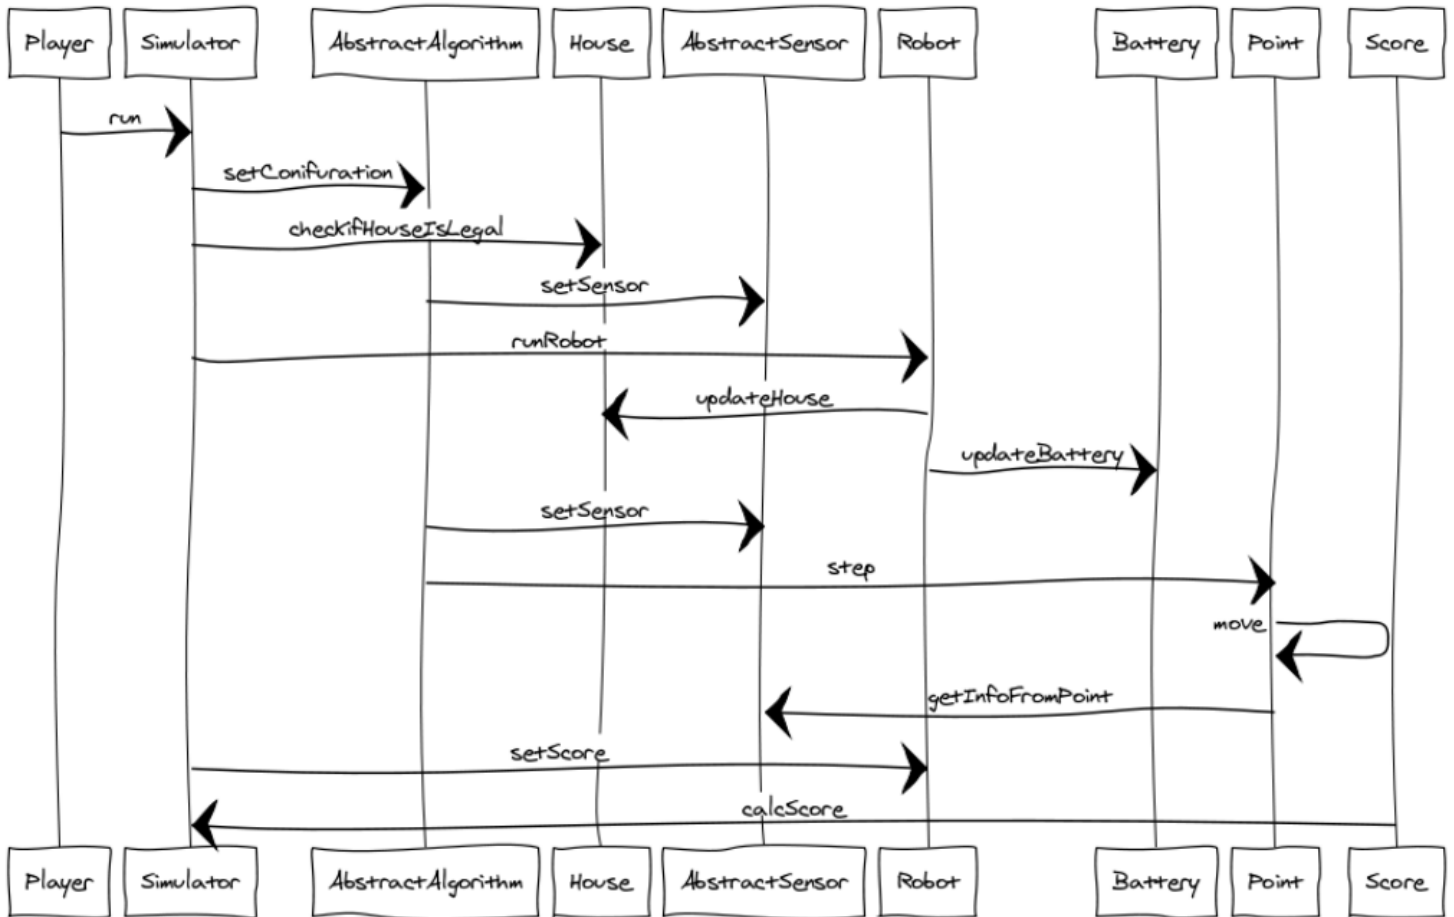 Player Simulator AbstractAlgorithm House AbstractSensor Robot Battery Point Score
run
setConifuration
checkifHouseIsLegal
setSensor
runRobot
updateHouse
updateBattery
setSensor
step
move
getInfoFromPoint
setScore
calcScore
Player Simulator AbstractAlgorithm House AbstractSensor Robot Battery Point Score